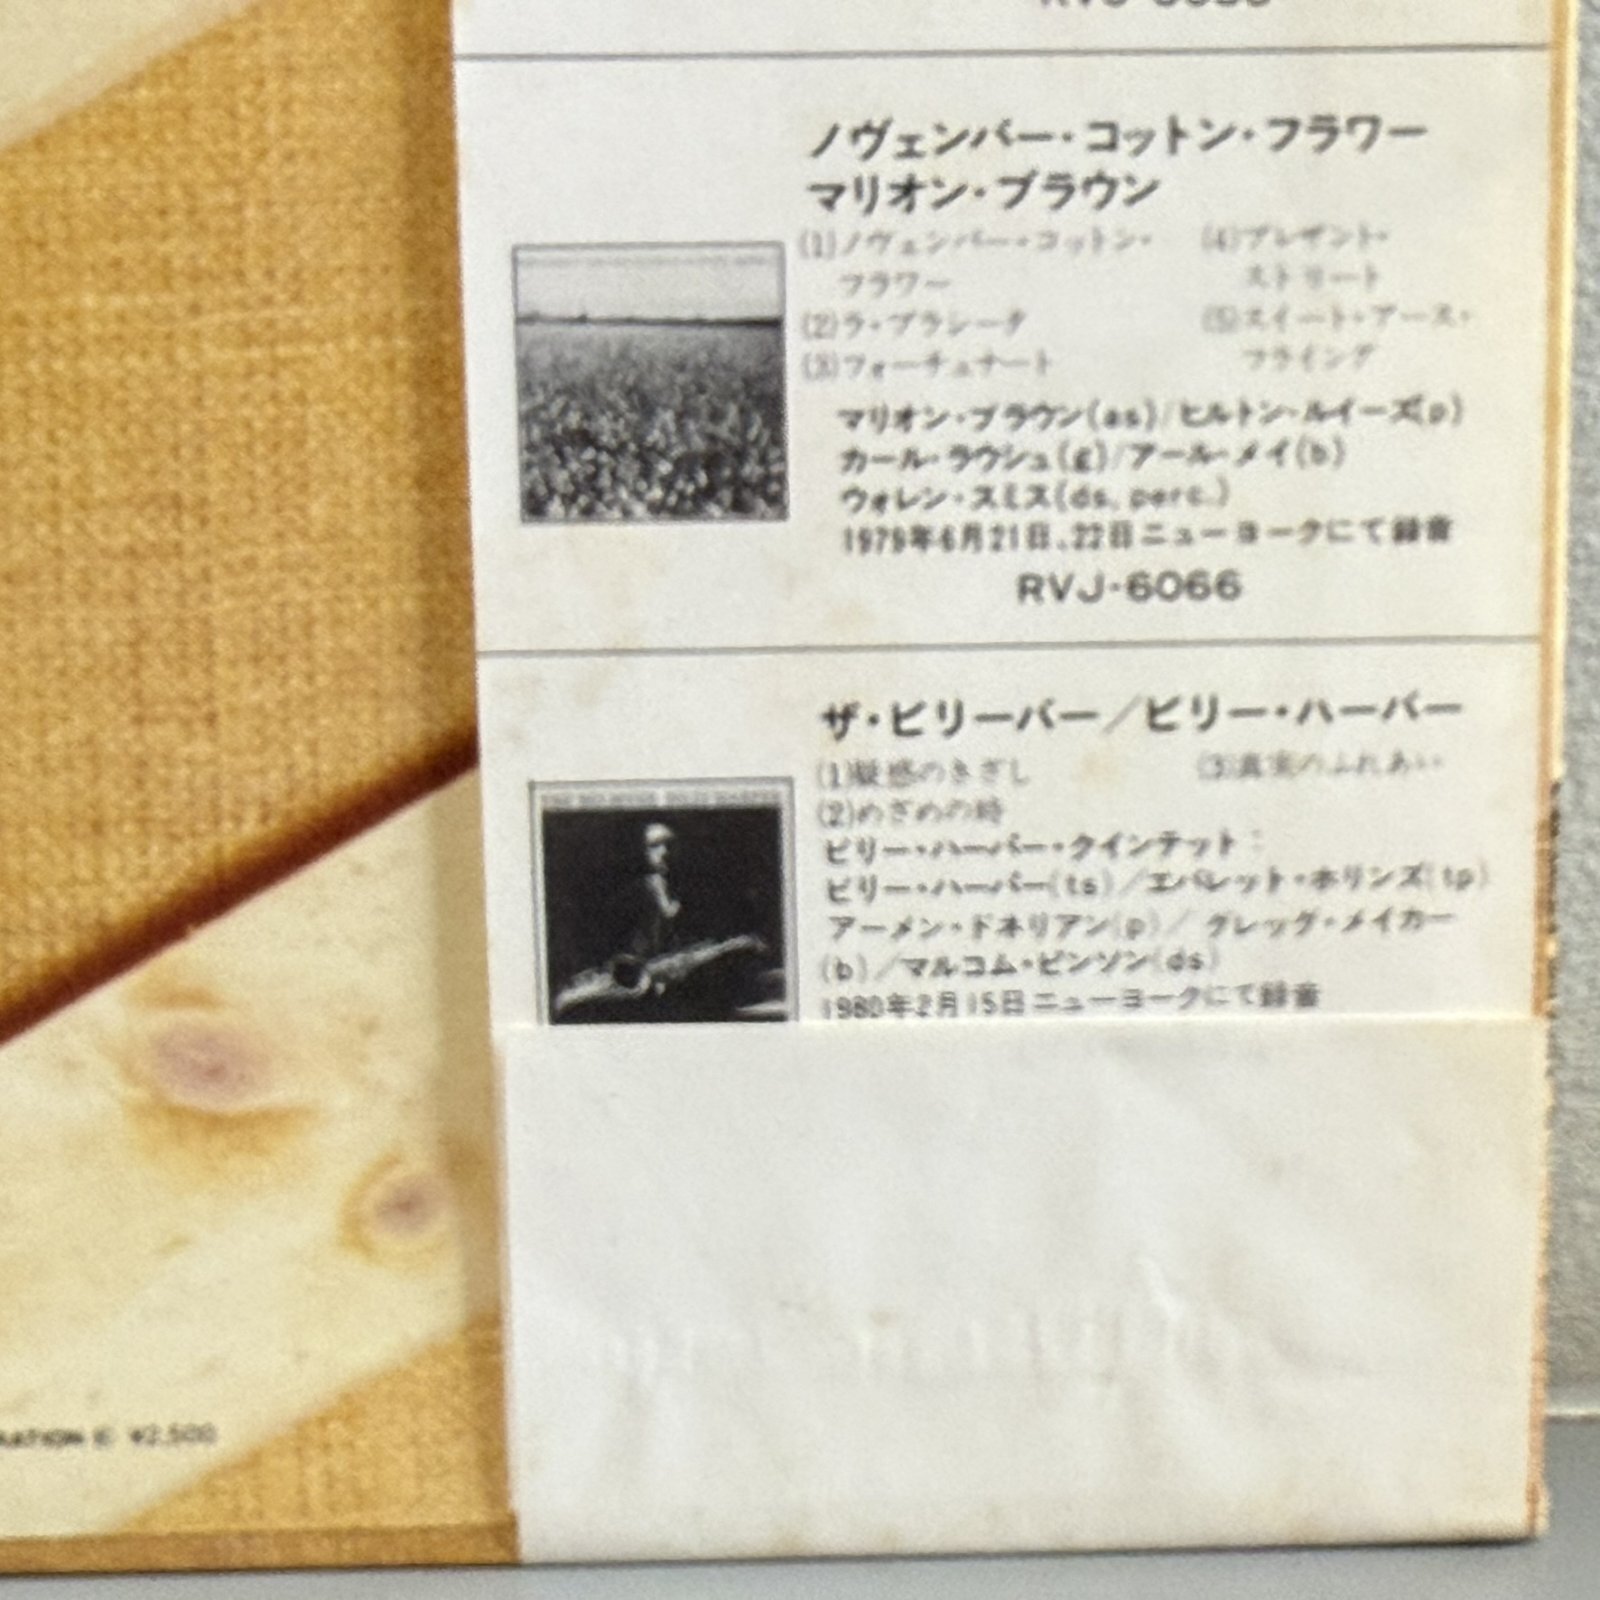 ノヴェンバー・コットン・フラワー
マリオン・ブラウン
(1)ノヴェンバー・コットン・
フラワー
(2)ラ・プラシータ
(3)フォーチュナート
(4)プレザント・
ストリート
(5)スイート・アース・
フライング
マリオン・ブラウン(as)/ヒルトン・ルイーズ(p)
カール・ラウシュ(g)/アール・メイ(b)
ウォレン・スミス(ds, perc.)
1979年6月21日、22日ニューヨークにて録音
RVJ-6066
ザ・ビリーバー/ビリー・ハーパー
(1)疑惑のきざし
(2)めざめの時
(3)真実のふれあい
ビリー・ハーパー・クインテット:
ビリー・ハーパー(ts)/エバレット・ホリンズ(tp)
アーメン・ドネリアン(p)/グレッグ・メイカー
(b)/マルコム・ピンソン(ds)
1980年2月15日ニューヨークにて録音
¥2,500